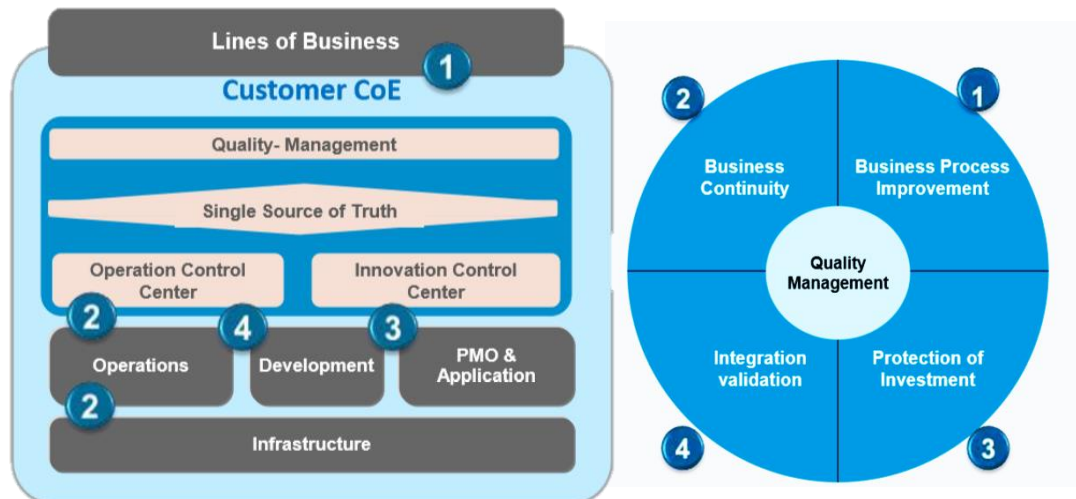 Lines of Business
1
Customer CoE
Quality- Management
Single Source of Truth
Operation Control
Center
Innovation Control
Center
2
4
3
Operations
Development
PMO &
Application
2
Infrastructure
2
1
Business
Continuity
Business Process
Improvement
Quality
Management
Integration
validation
Protection of
Investment
4
3